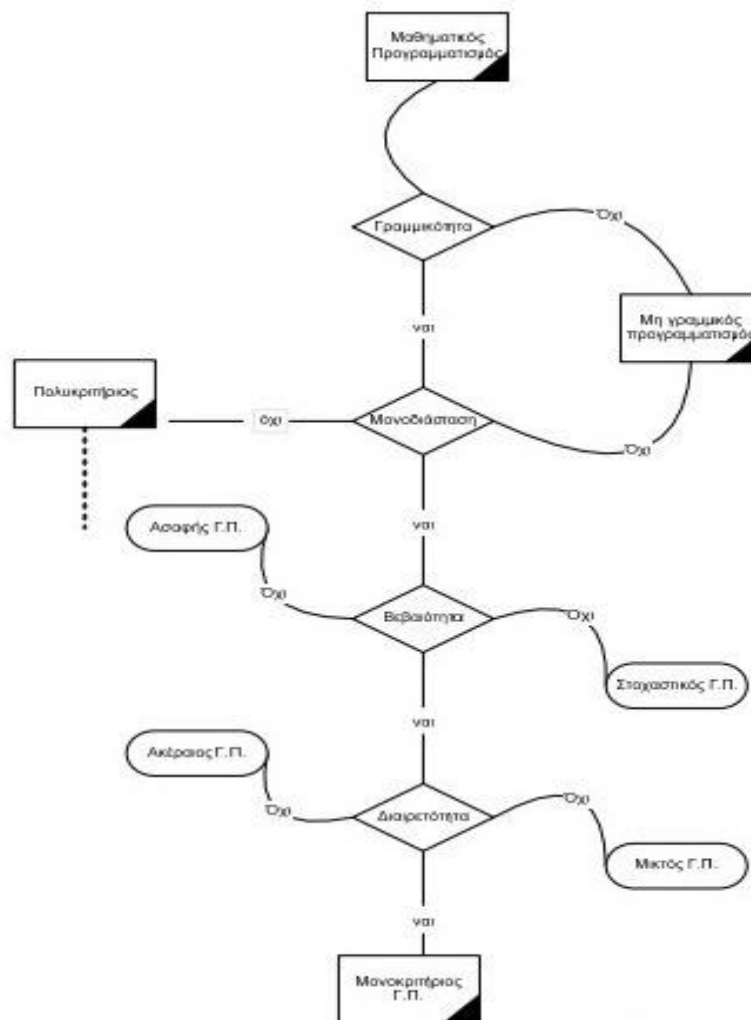 Μαθηματικός
Προγραμματισμός
Γραμμικότητα
Όχι
ναι
Μη γραμμικός
προγραμματισμός
Πολυκριτήριος
όχι
Μονοδιάσταση
Όχι
ναι
Ασαφής Γ.Π.
Όχι
Βεβαιότητα
Όχι
Στοχαστικός Γ.Π.
ναι
Ακέραιος Γ.Π.
Όχι
Διαιρετότητα
Όχι
Μικτός Γ.Π.
ναι
Μονοκριτήριος
Γ.Π.